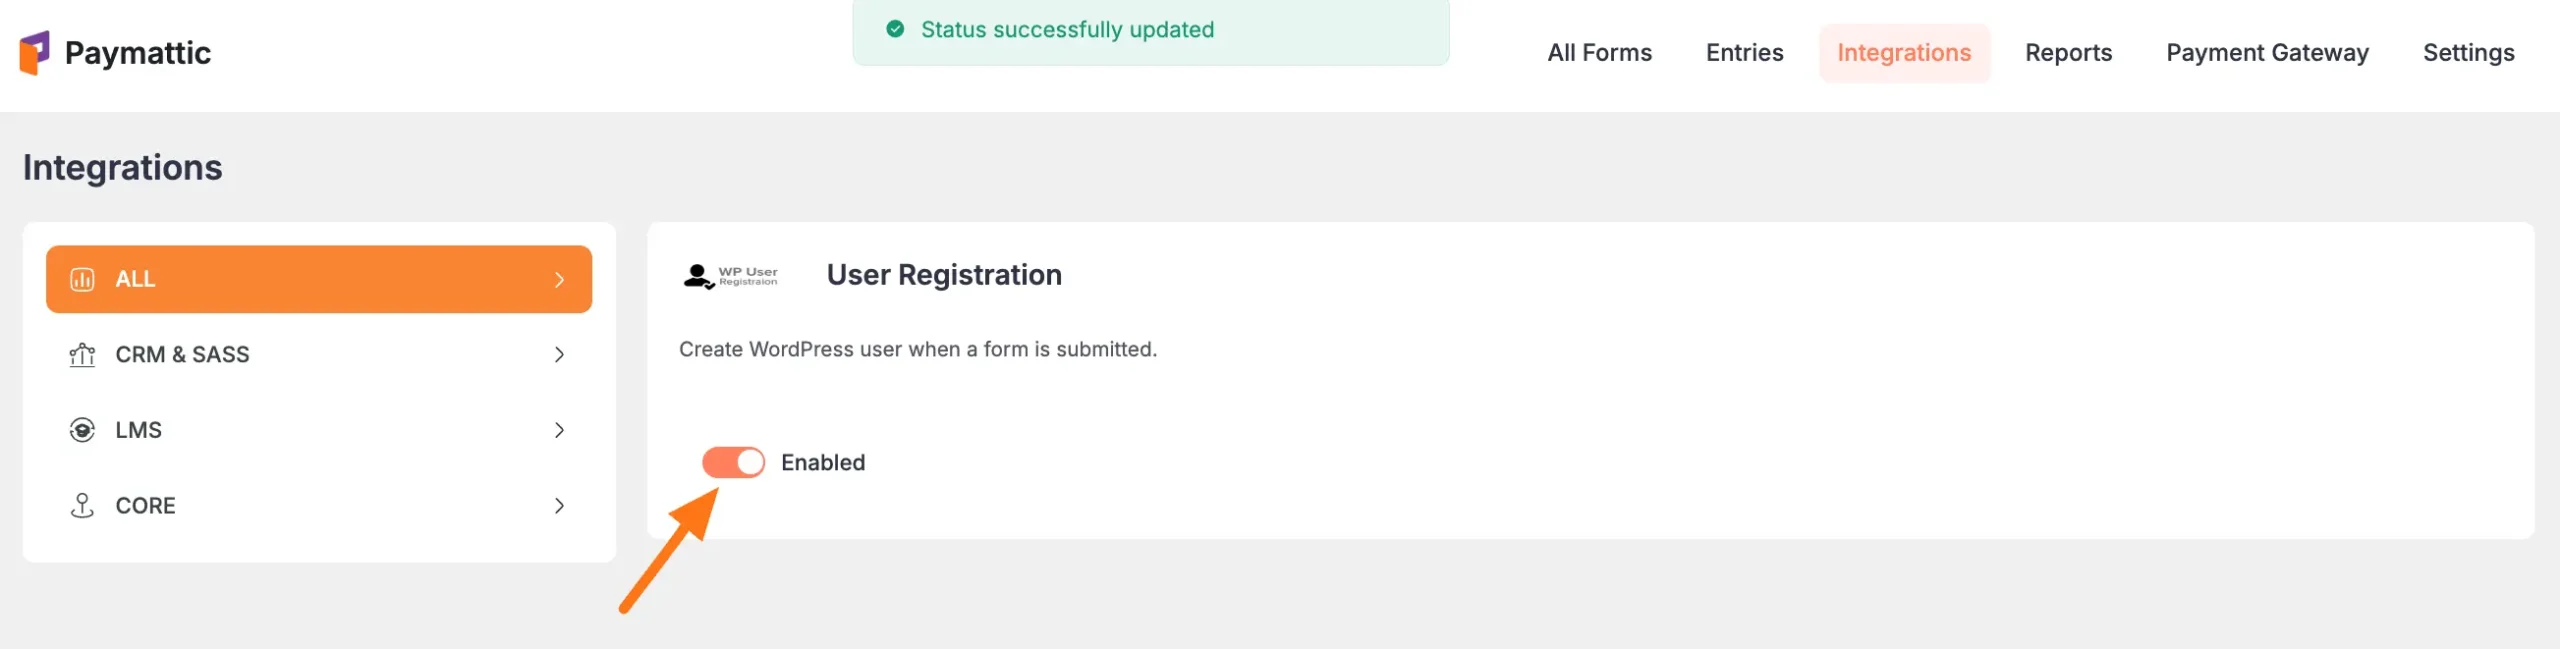 Paymattic
Status successfully updated
All Forms
Entries
Integrations
Reports
Payment Gateway
Settings
Integrations
ALL
CRM & SASS
LMS
CORE
WP User
Registraion
User Registration
Create WordPress user when a form is submitted.
Enabled